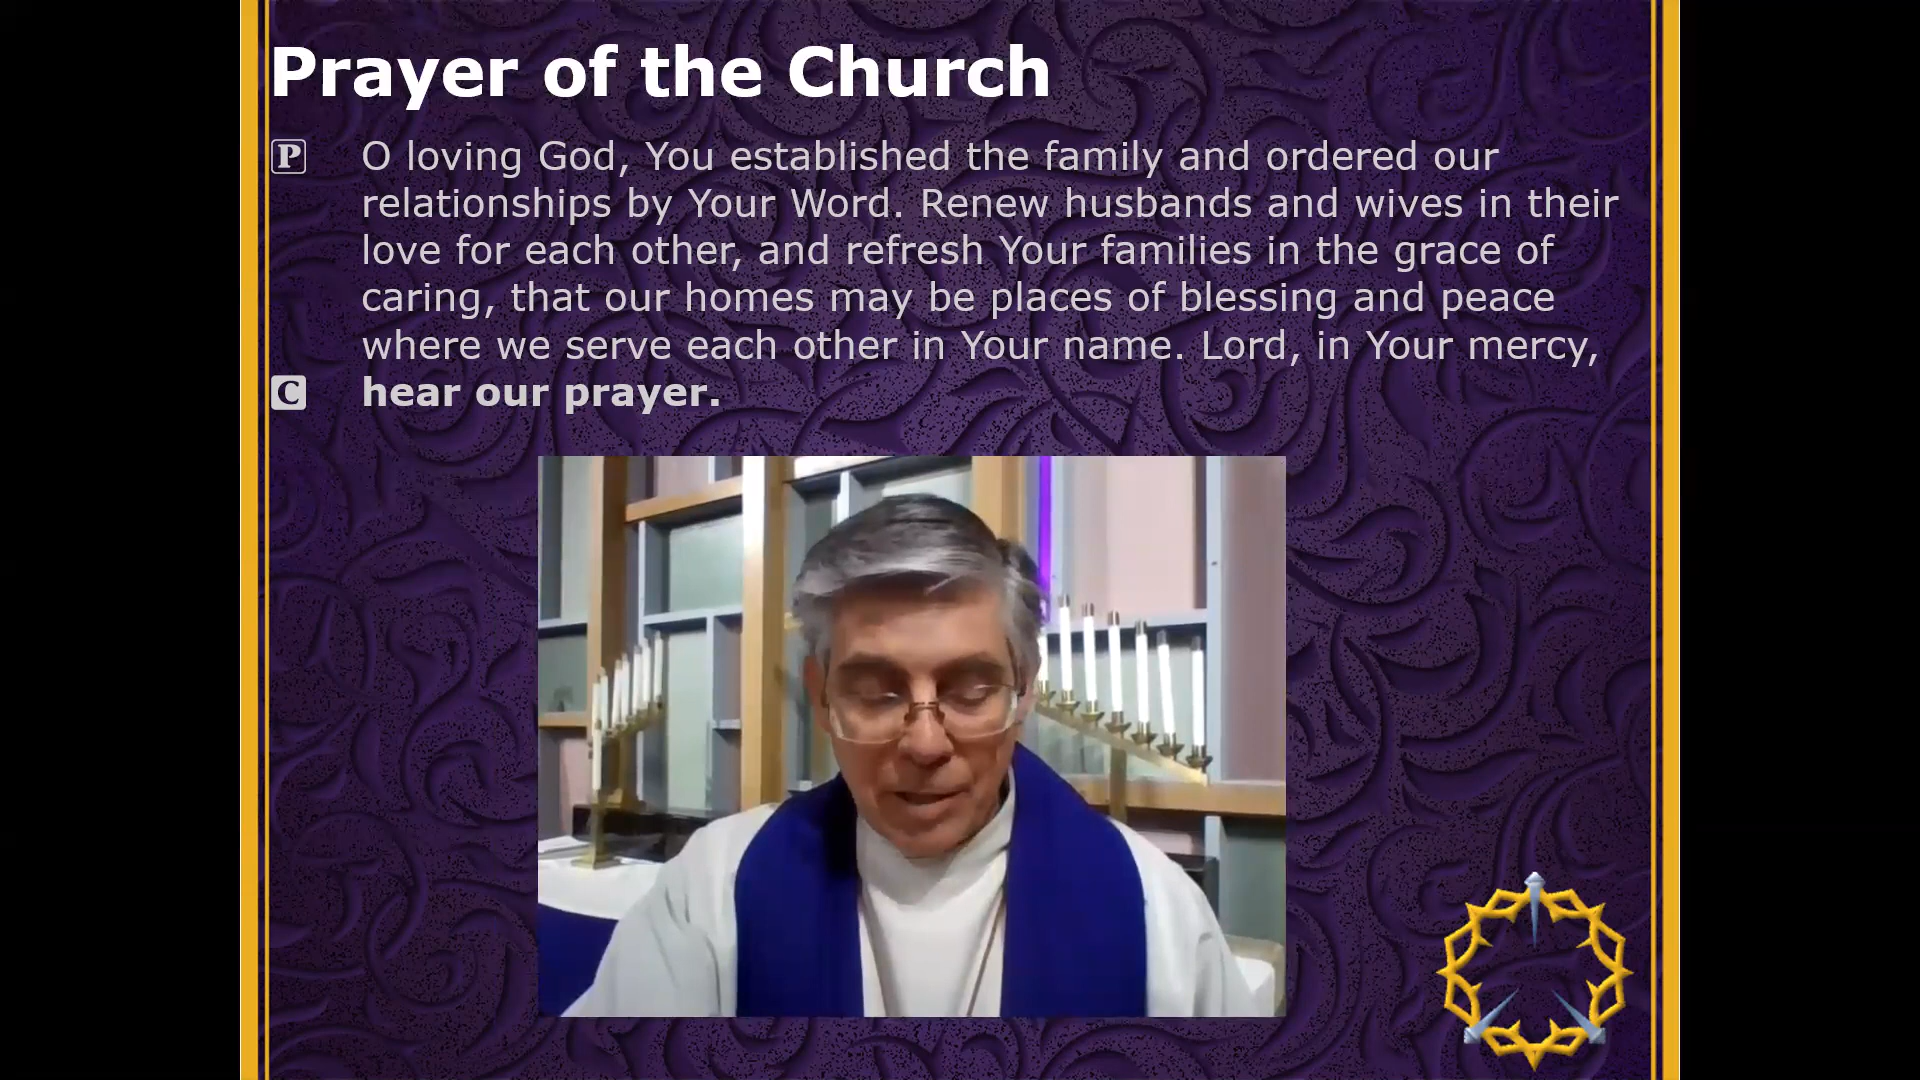 Prayer of the Church
P O loving God, You established the family and ordered our
relationships by Your Word. Renew husbands and wives in their
love for each other, and refresh Your families in the grace of
caring, that our homes may be places of blessing and peace
where we serve each other in Your name. Lord, in Your mercy,
C hear our prayer.